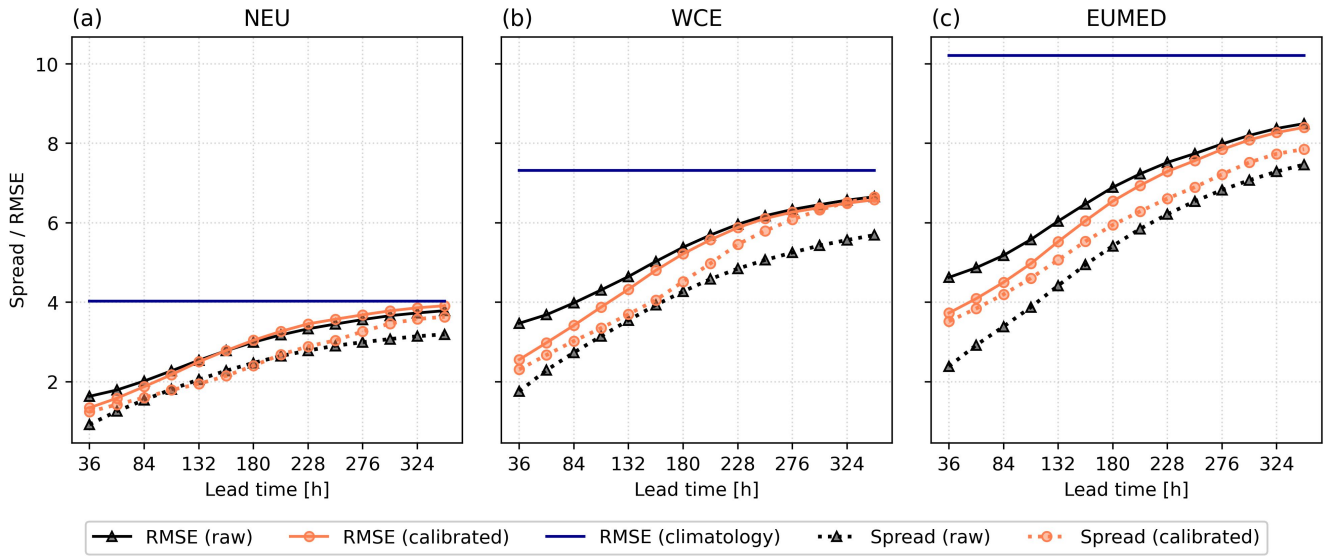 (a) NEU
(b) WCE
(c) EUMED
Spread / RMSE
10
8
6
4
2
36 84 132 180 228 276 324
36 84 132 180 228 276 324
36 84 132 180 228 276 324
Lead time [h]
Lead time [h]
Lead time [h]
RMSE (raw) RMSE (calibrated) RMSE (climatology) Spread (raw) Spread (calibrated)